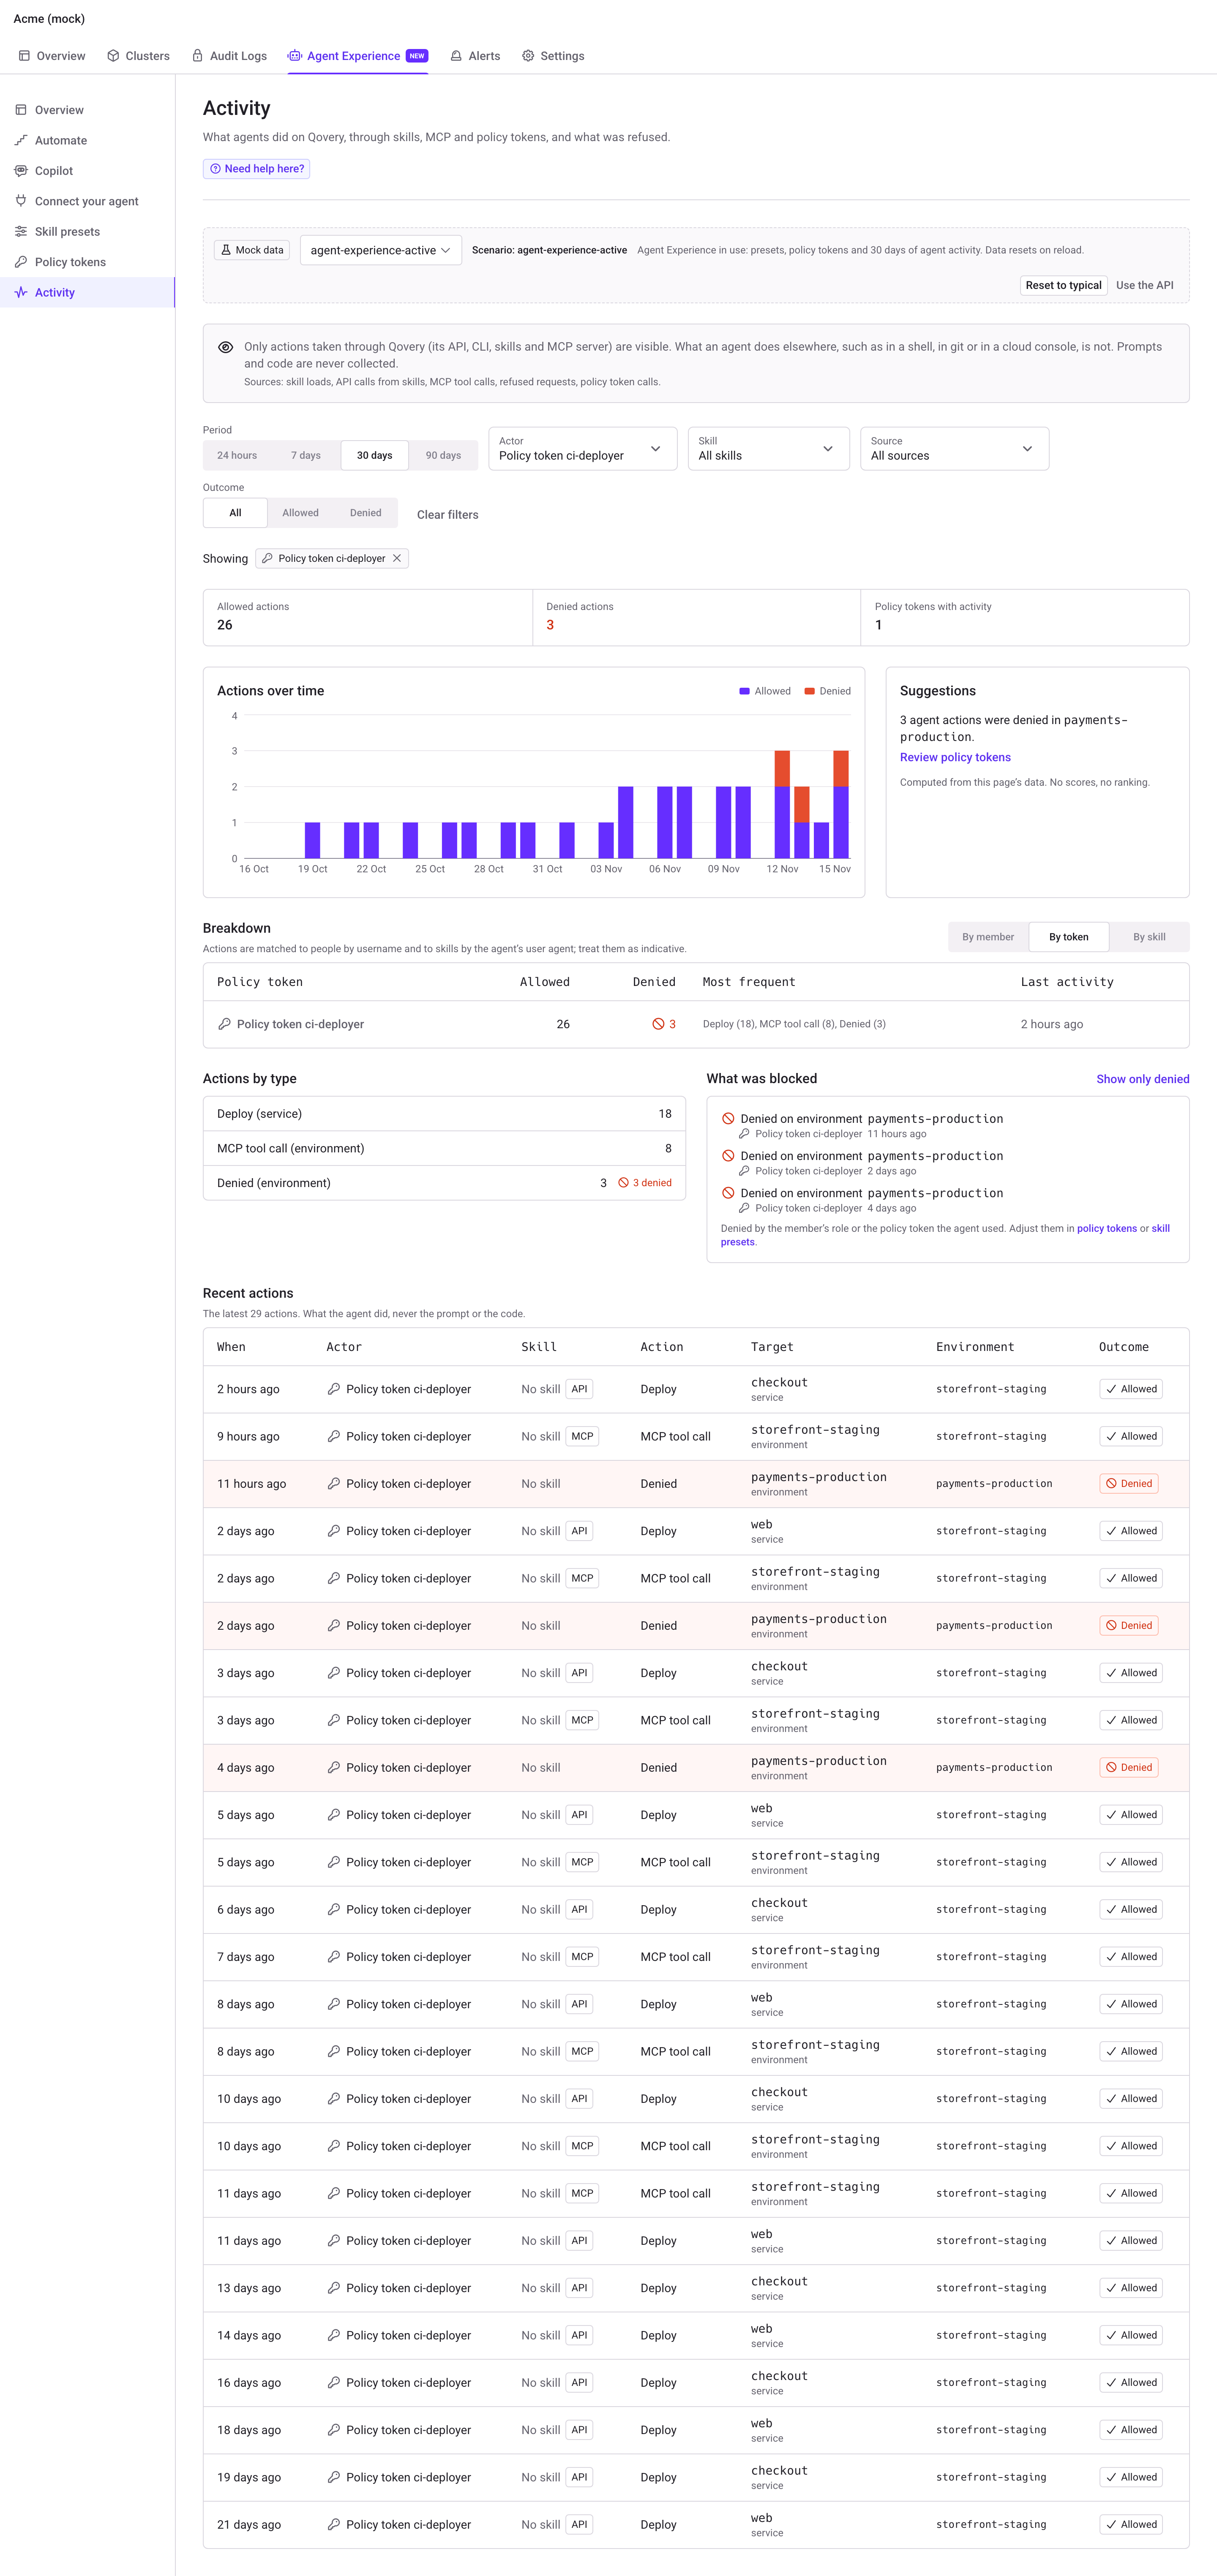 Acme (mock)
Overview
Clusters
Audit Logs
Agent Experience NEW
Alerts
Settings
Overview
Automate
Copilot
Connect your agent
Skill presets
Policy tokens
Activity
Activity
What agents did on Qovery, through skills, MCP and policy tokens, and what was refused.
Need help here?
Mock data
agent-experience-active
Scenario: agent-experience-active
Agent Experience in use: presets, policy tokens and 30 days of agent activity. Data resets on reload.
Reset to typical
Use the API
Only actions taken through Qovery (its API, CLI, skills and MCP server) are visible. What an agent does elsewhere, such as in a shell, in git or in a cloud console, is not. Prompts
and code are never collected.
Sources: skill loads, API calls from skills, MCP tool calls, refused requests, policy token calls.
Period
24 hours 7 days 30 days 90 days
Actor
Policy token ci-deployer
Skill
All skills
Source
All sources
Outcome
All Allowed Denied
Clear filters
Showing Policy token ci-deployer
Allowed actions
26
Denied actions
3
Policy tokens with activity
1
Actions over time
Allowed Denied
4
3
2
1
0
16 Oct 19 Oct 22 Oct 25 Oct 28 Oct 31 Oct 03 Nov 06 Nov 09 Nov 12 Nov 15 Nov
Suggestions
3 agent actions were denied in payments-
production.
Review policy tokens
Computed from this page's data. No scores, no ranking.
Breakdown
Actions are matched to people by username and to skills by the agent's user agent; treat them as indicative.
By member By token By skill
Policy token Allowed Denied Most frequent Last activity
Policy token ci-deployer 26 3 Deploy (18), MCP tool call (8), Denied (3) 2 hours ago
Actions by type
Deploy (service) 18
MCP tool call (environment) 8
Denied (environment) 3 3 denied
What was blocked
Show only denied
Denied on environment payments-production
Policy token ci-deployer 11 hours ago
Denied on environment payments-production
Policy token ci-deployer 2 days ago
Denied on environment payments-production
Policy token ci-deployer 4 days ago
Denied by the member's role or the policy token the agent used. Adjust them in policy tokens or skill
presets.
Recent actions
The latest 29 actions. What the agent did, never the prompt or the code.
When Actor Skill Action Target Environment Outcome
2 hours ago Policy token ci-deployer No skill API Deploy checkout service storefront-staging Allowed
9 hours ago Policy token ci-deployer No skill MCP MCP tool call storefront-staging environment storefront-staging Allowed
11 hours ago Policy token ci-deployer No skill Denied payments-production environment payments-production Denied
2 days ago Policy token ci-deployer No skill API Deploy web service storefront-staging Allowed
2 days ago Policy token ci-deployer No skill MCP MCP tool call storefront-staging environment storefront-staging Allowed
2 days ago Policy token ci-deployer No skill Denied payments-production environment payments-production Denied
3 days ago Policy token ci-deployer No skill API Deploy checkout service storefront-staging Allowed
3 days ago Policy token ci-deployer No skill MCP MCP tool call storefront-staging environment storefront-staging Allowed
4 days ago Policy token ci-deployer No skill Denied payments-production environment payments-production Denied
5 days ago Policy token ci-deployer No skill API Deploy web service storefront-staging Allowed
5 days ago Policy token ci-deployer No skill MCP MCP tool call storefront-staging environment storefront-staging Allowed
6 days ago Policy token ci-deployer No skill API Deploy checkout service storefront-staging Allowed
7 days ago Policy token ci-deployer No skill MCP MCP tool call storefront-staging environment storefront-staging Allowed
8 days ago Policy token ci-deployer No skill API Deploy web service storefront-staging Allowed
8 days ago Policy token ci-deployer No skill MCP MCP tool call storefront-staging environment storefront-staging Allowed
10 days ago Policy token ci-deployer No skill API Deploy checkout service storefront-staging Allowed
10 days ago Policy token ci-deployer No skill MCP MCP tool call storefront-staging environment storefront-staging Allowed
11 days ago Policy token ci-deployer No skill MCP MCP tool call storefront-staging environment storefront-staging Allowed
11 days ago Policy token ci-deployer No skill API Deploy web service storefront-staging Allowed
13 days ago Policy token ci-deployer No skill API Deploy checkout service storefront-staging Allowed
14 days ago Policy token ci-deployer No skill API Deploy web service storefront-staging Allowed
16 days ago Policy token ci-deployer No skill API Deploy checkout service storefront-staging Allowed
18 days ago Policy token ci-deployer No skill API Deploy web service storefront-staging Allowed
19 days ago Policy token ci-deployer No skill API Deploy checkout service storefront-staging Allowed
21 days ago Policy token ci-deployer No skill API Deploy web service storefront-staging Allowed